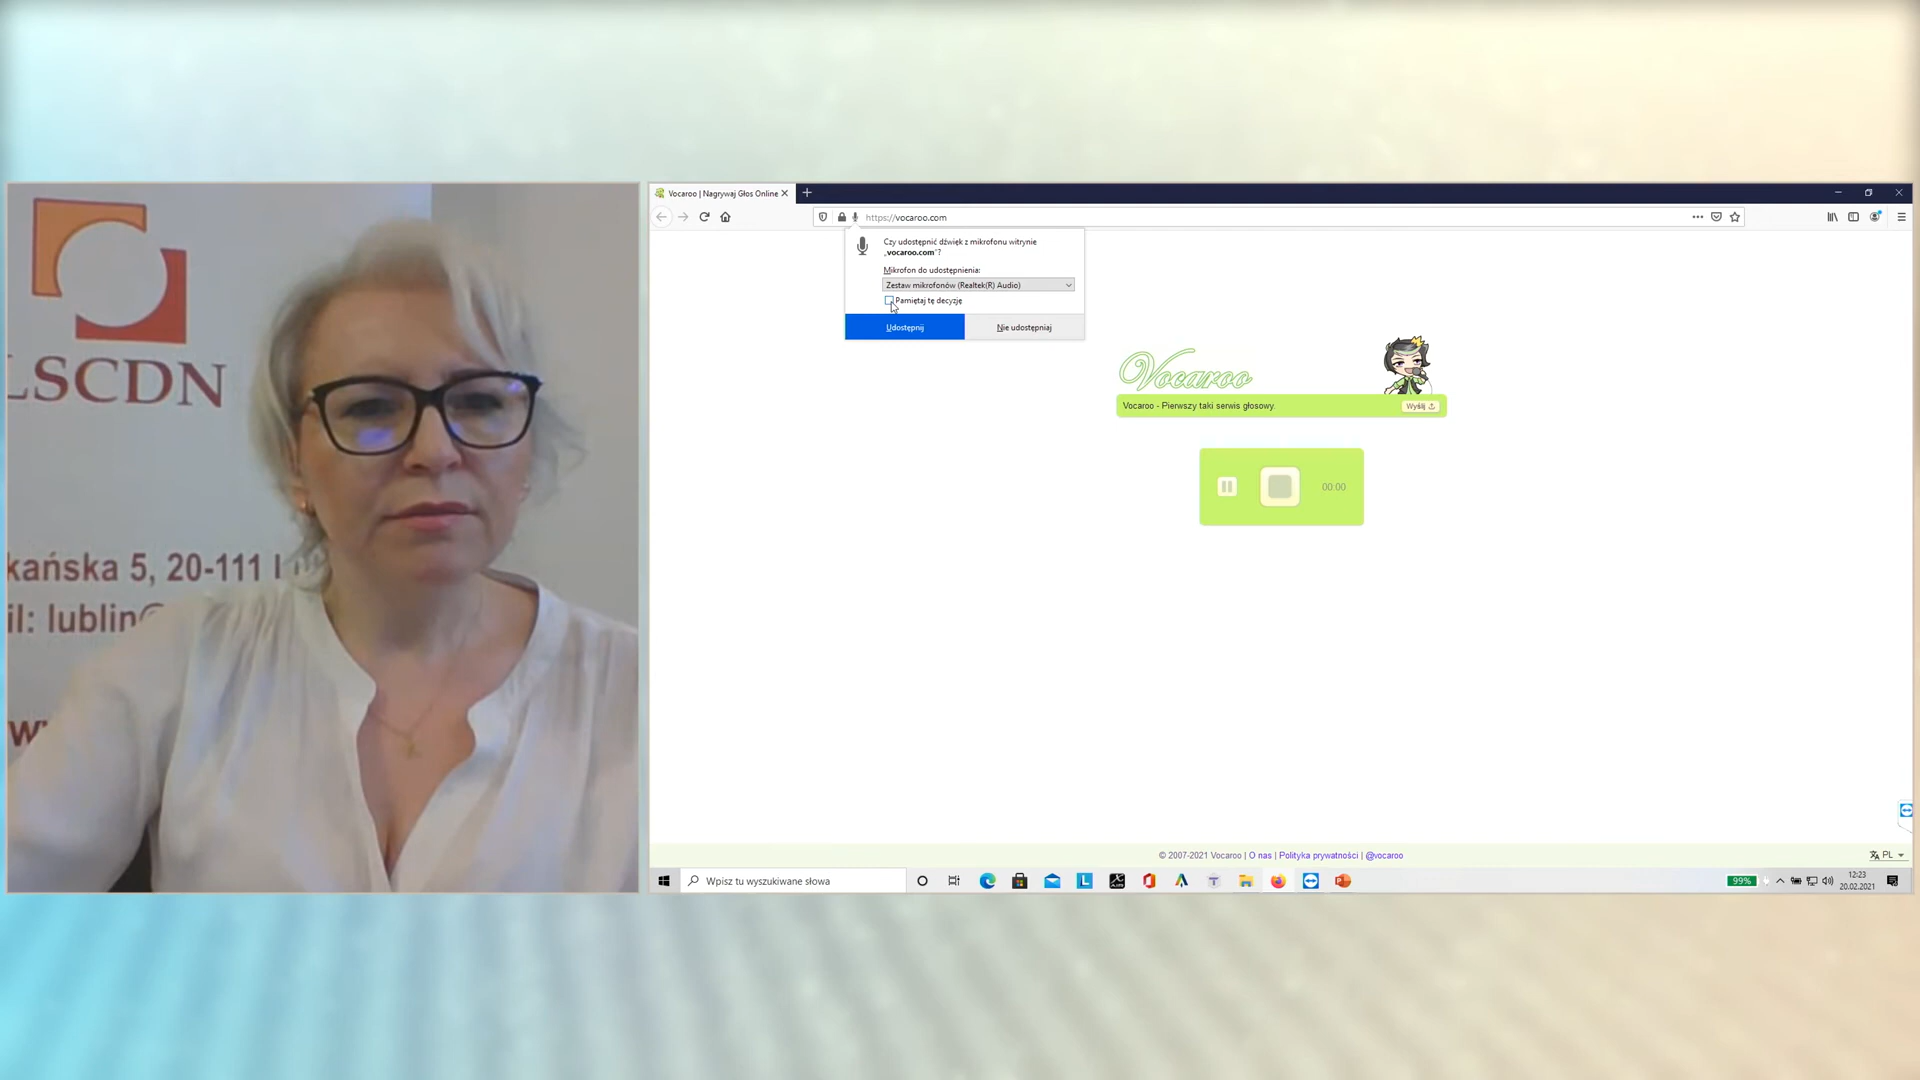 LSCDN
kańska 5, 20-111 l
il: lublin@
Vocaroo | Nagrywaj Głos Online
https://vocaroo.com
Czy udostępnić dźwięk z mikrofonu witrynie
„vocaroo.com”?
Mikrofon do udostępnienia:
Zestaw mikrofonów (Realtek(R) Audio)
Pamiętaj tę decyzję
Udostępnij
Nie udostępniaj
Vocaroo
Vocaroo - Pierwszy taki serwis głosowy.
Wyślij
00:00
© 2007-2021 Vocaroo | O nas | Polityka prywatności | @vocaroo
PL
Wpisz tu wyszukiwane słowa
99%
12:23
20.02.2021